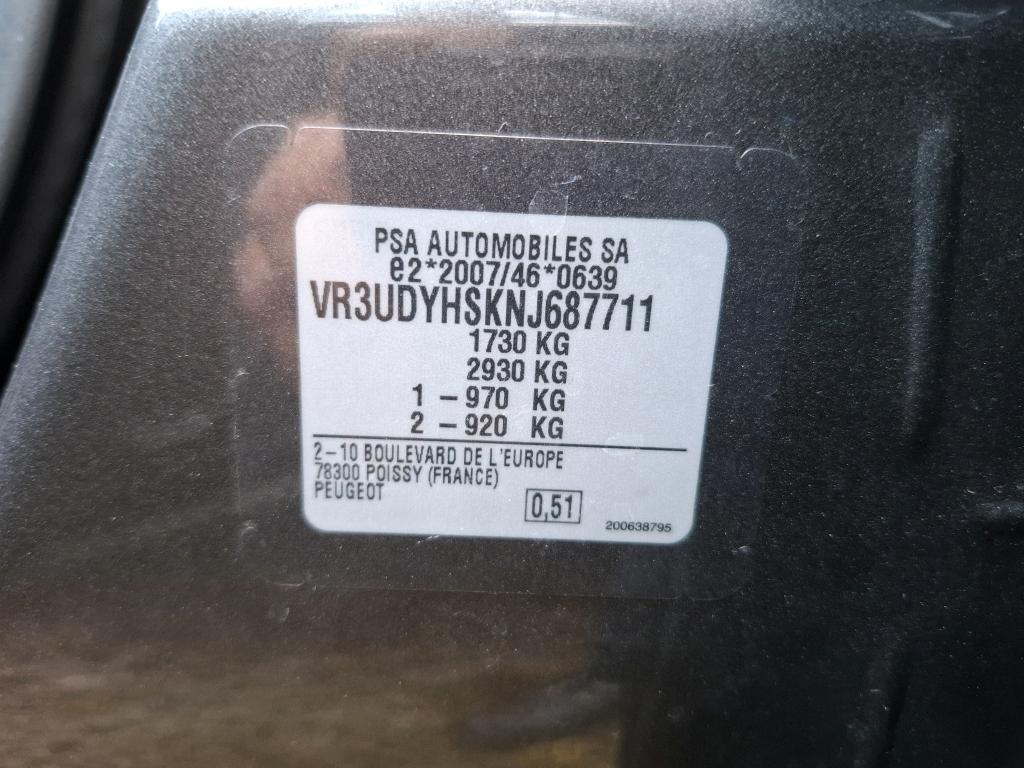 PSA AUTOMOBILES SA
e2*2007/46*0639
VR3UDYHSKNJ687711
1730 KG
2930 KG
1 – 970 KG
2 – 920 KG
2–10 BOULEVARD DE L'EUROPE
78300 POISSY (FRANCE)
PEUGEOT
0,51
200638795